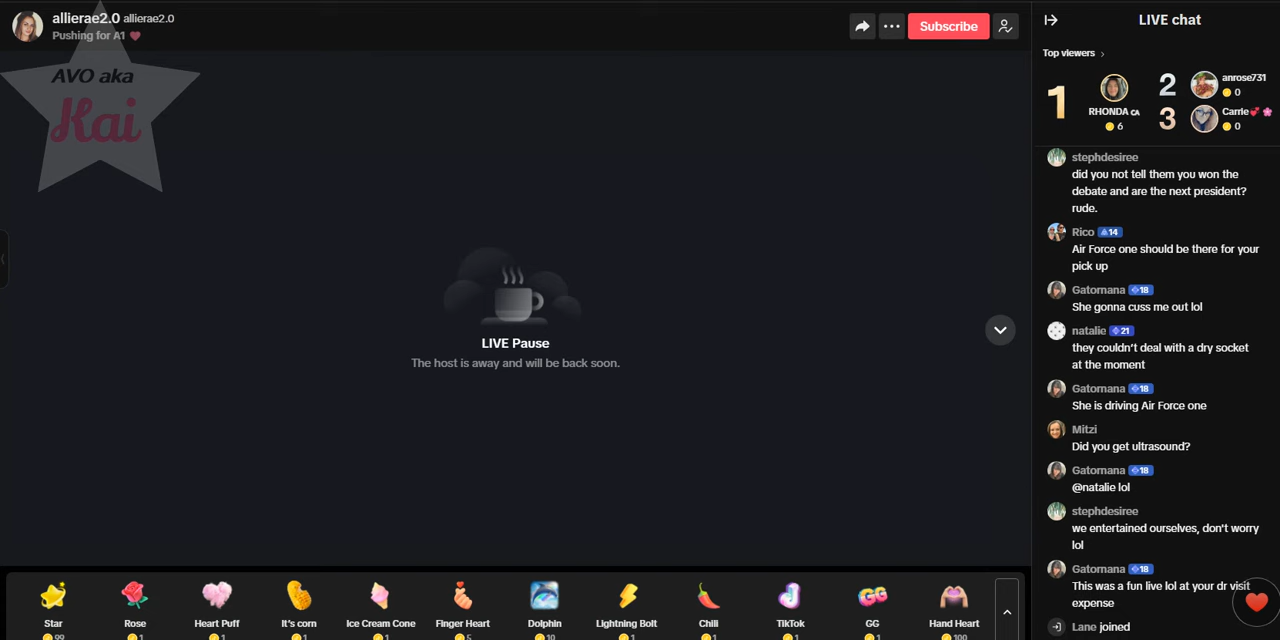 allierae2.0 allierae2.0
Pushing for A1
AVO aka
Kai
Subscribe
LIVE Pause
The host is away and will be back soon.
Star
99
Rose
1
Heart Puff
1
It's corn
1
Ice Cream Cone
1
Finger Heart
5
Dolphin
10
Lightning Bolt
1
Chili
1
TikTok
1
GG
GG
1
Hand Heart
100
LIVE chat
Top viewers
1
RHONDA CA
6
2
anrose731
0
3
Carrie
0
stephdesiree
did you not tell them you won the
debate and are the next president?
rude.
Rico 14
Air Force one should be there for your
pick up
Gatornana 18
She gonna cuss me out lol
natalie 21
they couldn't deal with a dry socket
at the moment
Gatornana 18
She is driving Air Force one
Mitzi
Did you get ultrasound?
Gatornana 18
@natalie lol
stephdesiree
we entertained ourselves, don't worry
lol
Gatornana 18
This was a fun live lol at your dr visit
expense
Lane joined